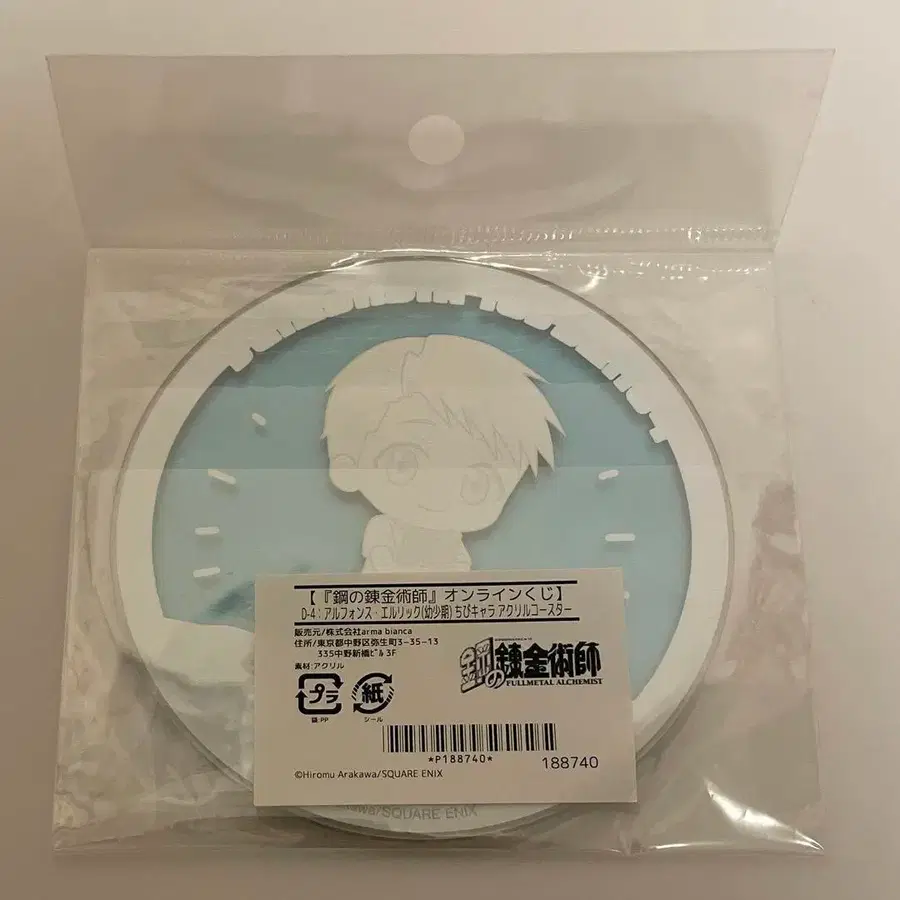 【『鋼の錬金術師』オンラインくじ】
D-4：アルフォンス・エルリック(幼少期) ちびキャラ アクリルコースター
販売元/株式会社arma bianca
住所/東京都中野区弥生町3-35-13
335中野新橋ﾋﾞﾙ3F
素材:アクリル
鋼の錬金術師
FULLMETAL ALCHEMIST
プラ
紙
袋:PP
シール
*P188740*
188740
©Hiromu Arakawa/SQUARE ENIX
awa/SQUARE ENIX